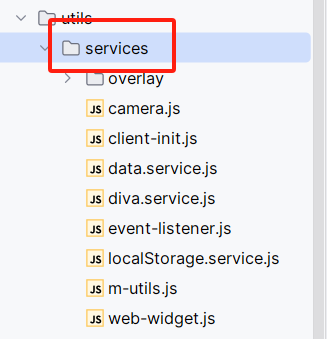 utils
services
overlay
JS camera.js
JS client-init.js
JS data.service.js
JS diva.service.js
JS event-listener.js
JS localStorage.service.js
JS m-utils.js
JS web-widget.js